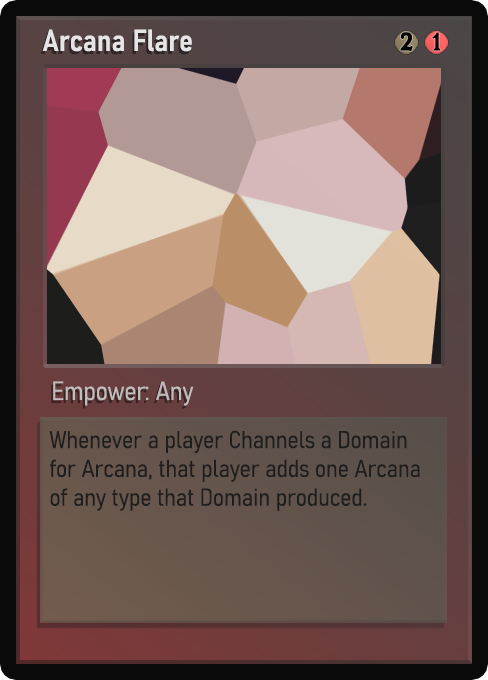 Arcana Flare 2 1
Empower: Any
Whenever a player Channels a Domain
for Arcana, that player adds one Arcana
of any type that Domain produced.